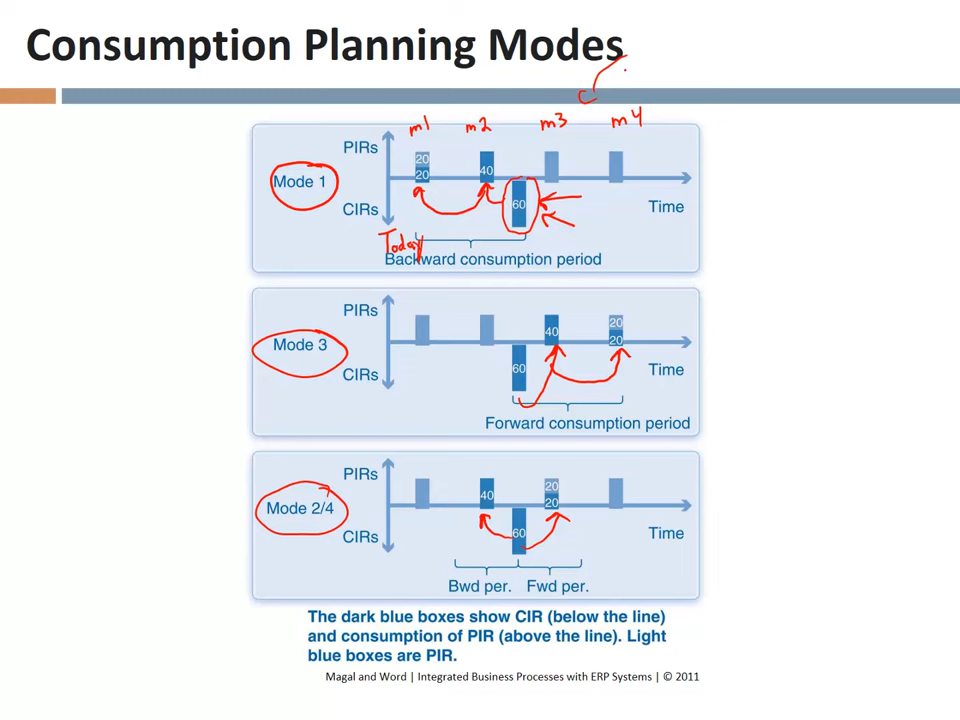 Consumption Planning Modes
m1 m2 m3 m4
PIRs
20
20 40
Mode 1
CIRs 60 Time
Today
Backward consumption period
PIRs
40 20
20
Mode 3
CIRs 60 Time
Forward consumption period
PIRs
40 20
20
Mode 2/4
CIRs 60 Time
Bwd per. Fwd per.
The dark blue boxes show CIR (below the line)
and consumption of PIR (above the line). Light
blue boxes are PIR.
Magal and Word | Integrated Business Processes with ERP Systems | © 2011